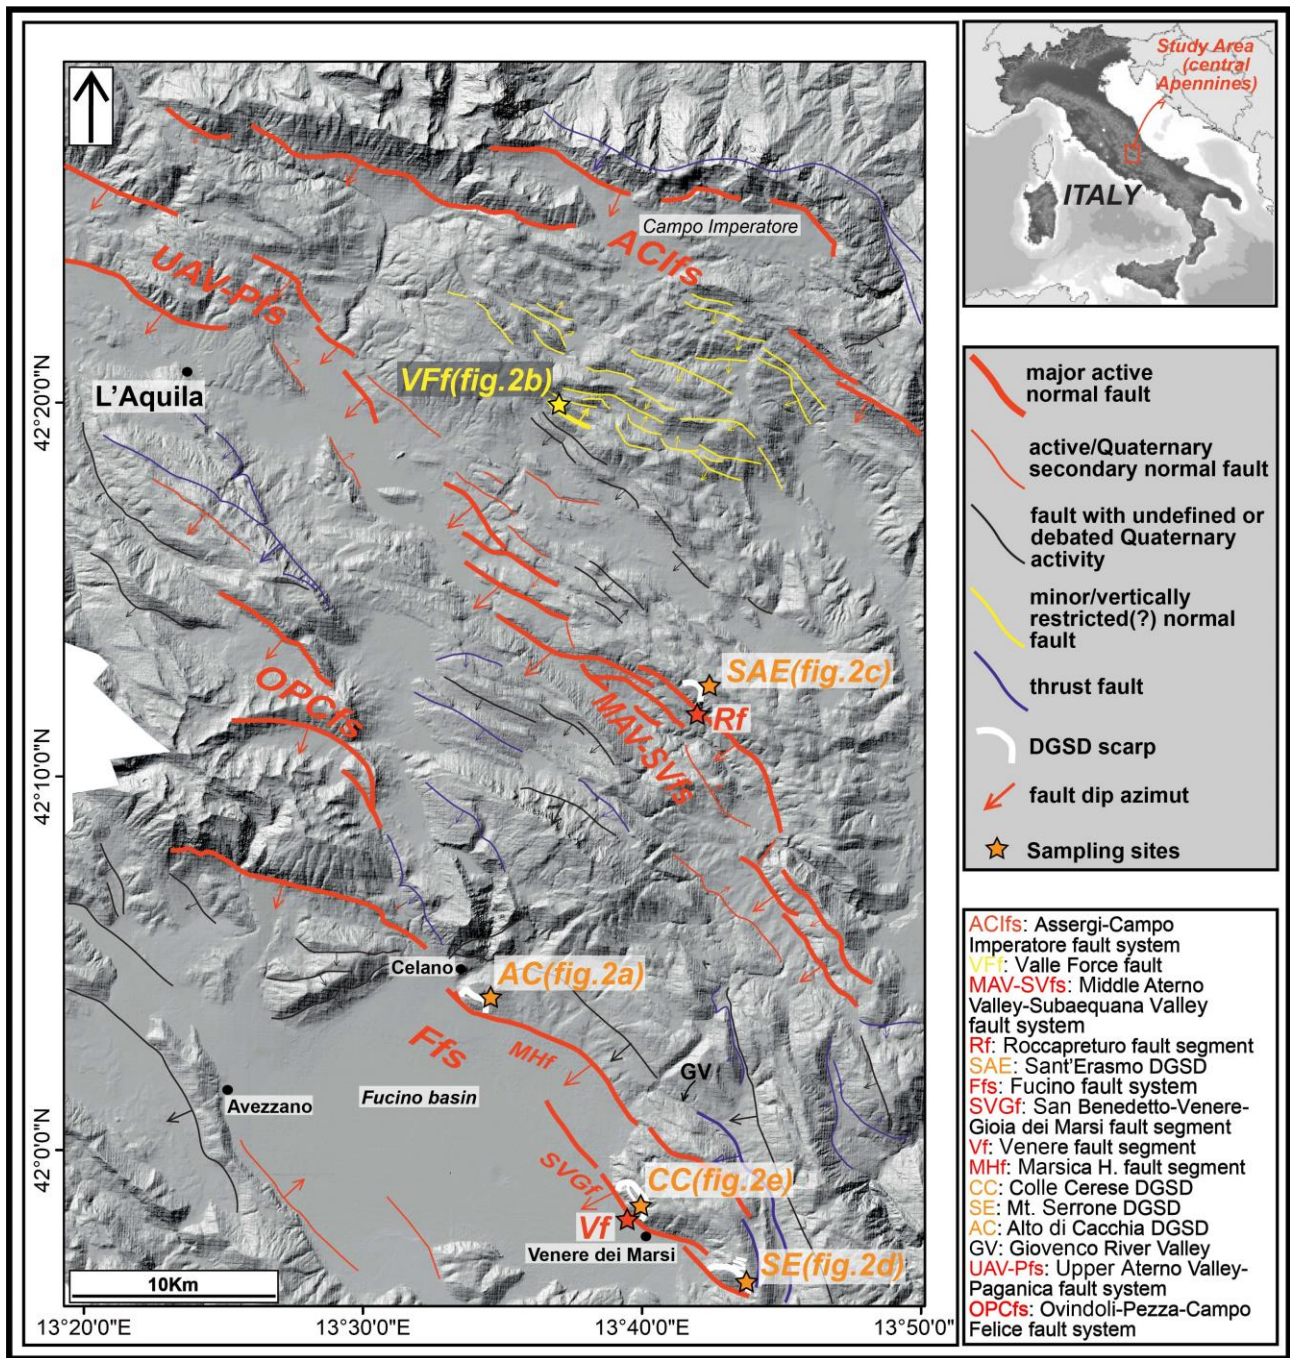 Study Area
(central
Apennines)
ITALY
Campo Imperatore
ACIfs
UAV-Pfs
VFf(fig.2b)
L'Aquila
42°20'0"N
SAE(fig.2c)
Rf
OPCfs
MAV-SVfs
42°10'0"N
Celano
AC(fig.2a)
Ffs
MHf
GV
Avezzano
Fucino basin
42°0'0"N
SVGf
CC(fig.2e)
Vf
Venere dei Marsi
SE(fig.2d)
10Km
13°20'0"E
13°30'0"E
13°40'0"E
13°50'0"E
major active
normal fault
active/Quaternary
secondary normal fault
fault with undefined or
debated Quaternary
activity
minor/vertically
restricted(?) normal
fault
thrust fault
DGSD scarp
fault dip azimut
Sampling sites
ACIfs: Assergi-Campo
Imperatore fault system
VFf: Valle Force fault
MAV-SVfs: Middle Aterno
Valley-Subaequana Valley
fault system
Rf: Roccapreturo fault segment
SAE: Sant'Erasmo DGSD
Ffs: Fucino fault system
SVGf: San Benedetto-Venere-
Gioia dei Marsi fault segment
Vf: Venere fault segment
MHf: Marsica H. fault segment
CC: Colle Cerese DGSD
SE: Mt. Serrone DGSD
AC: Alto di Cacchia DGSD
GV: Giovenco River Valley
UAV-Pfs: Upper Aterno Valley-
Paganica fault system
OPCfs: Ovindoli-Pezza-Campo
Felice fault system